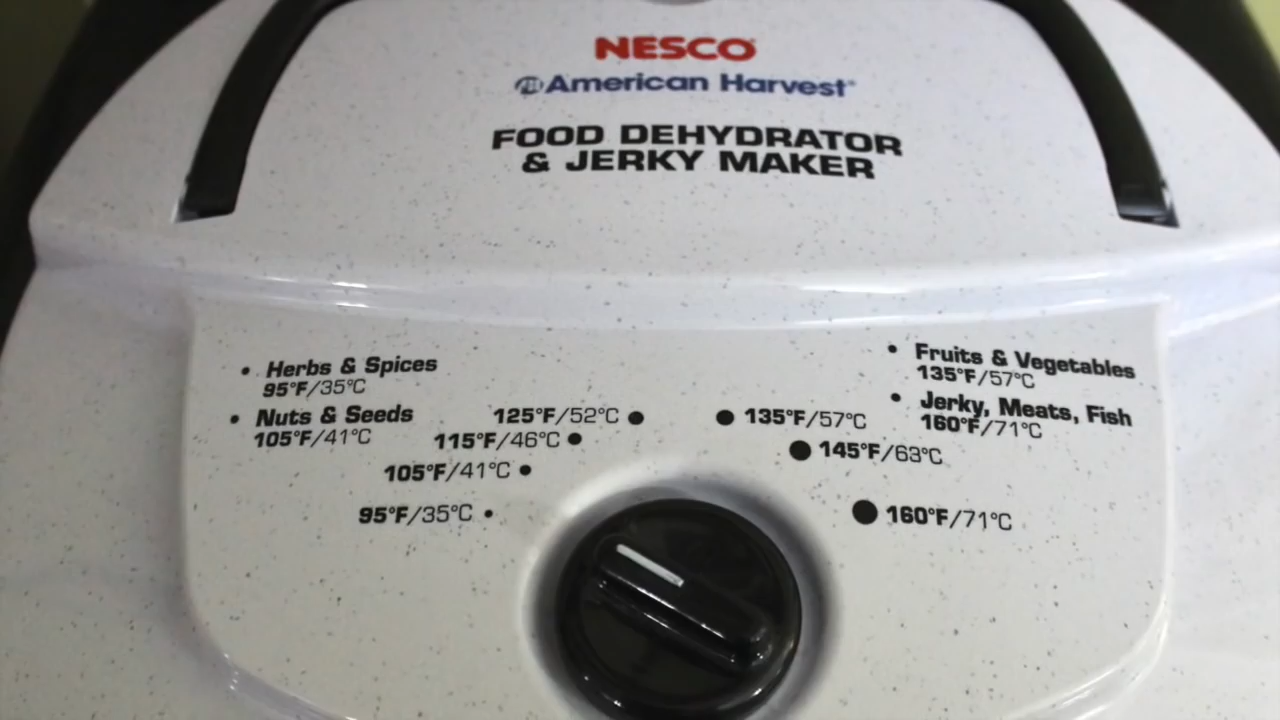 NESCO
American Harvest
FOOD DEHYDRATOR
& JERKY MAKER
• Herbs & Spices
95°F/35°C
• Nuts & Seeds
105°F/41°C
• Fruits & Vegetables
135°F/57°C
• Jerky, Meats, Fish
160°F/71°C
125°F/52°C
115°F/46°C
105°F/41°C
95°F/35°C
135°F/57°C
145°F/63°C
160°F/71°C